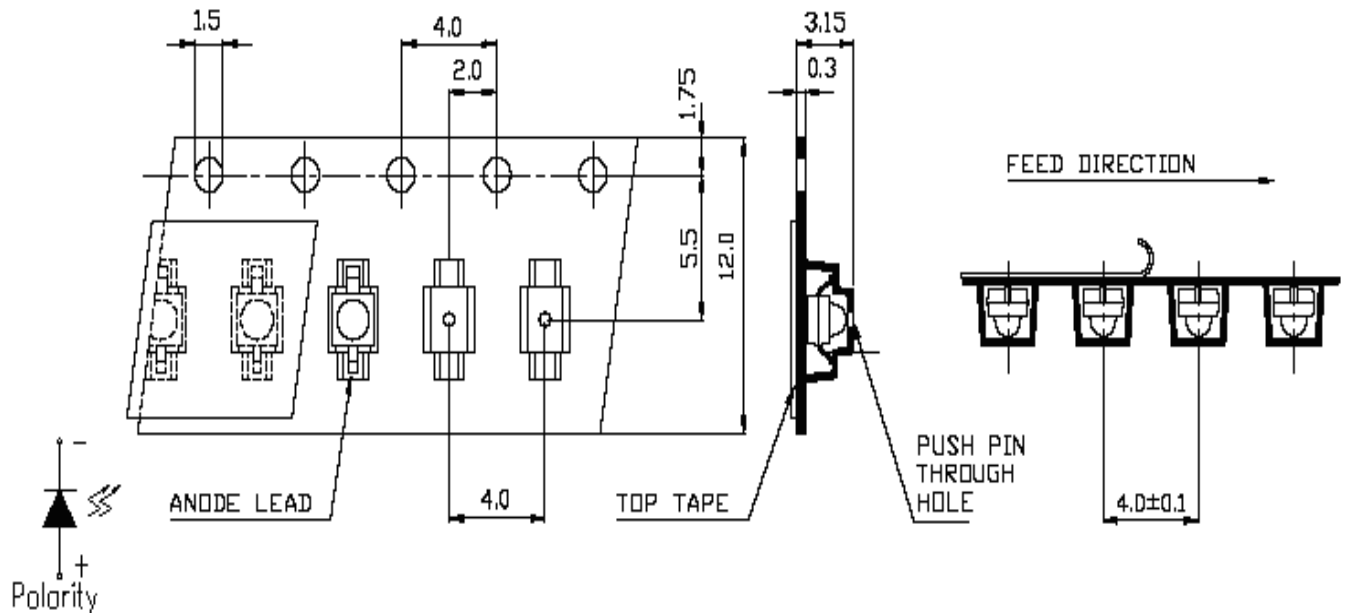 1.5
4.0
2.0
3.15
0.3
1.75
5.5
12.0
FEED DIRECTION
ANODE LEAD
4.0
TOP TAPE
PUSH PIN
THROUGH
HOLE
4.0±0.1
-
+
Polarity